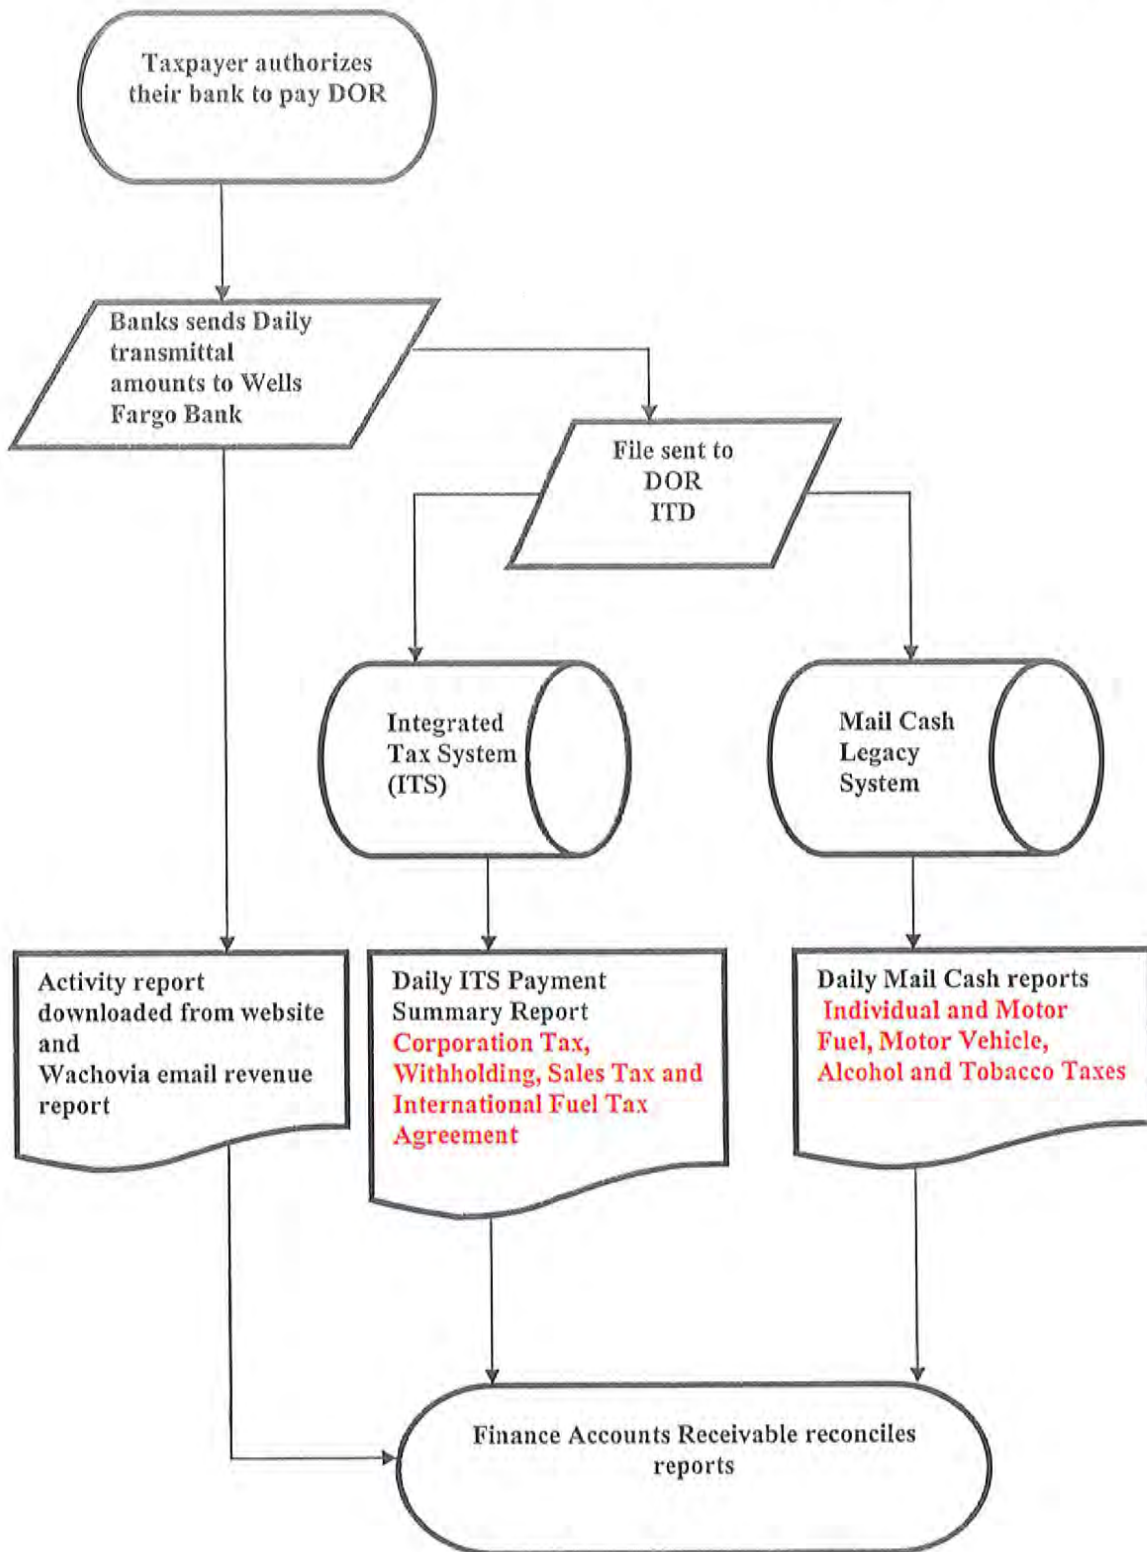 Taxpayer authorizes
their bank to pay DOR
Banks sends Daily
transmittal
amounts to Wells
Fargo Bank
File sent to
DOR
ITD
Integrated
Tax System
(ITS)
Mail Cash
Legacy
System
Activity report
downloaded from website
and
Wachovia email revenue
report
Daily ITS Payment
Summary Report
Corporation Tax,
Withholding, Sales Tax and
International Fuel Tax
Agreement
Daily Mail Cash reports
Individual and Motor
Fuel, Motor Vehicle,
Alcohol and Tobacco Taxes
Finance Accounts Receivable reconciles
reports